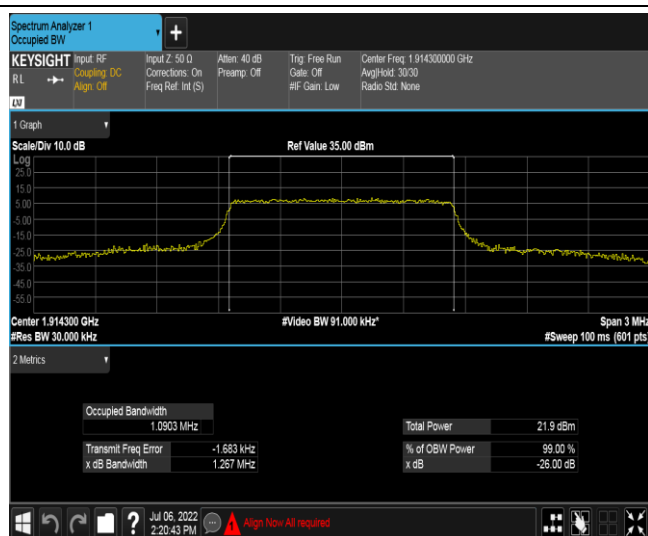 Spectrum Analyzer 1
Occupied BW
+
KEYSIGHT Input: RF Input Z: 50 Ω Atten: 40 dB Trig: Free Run Center Freq: 1.914300000 GHz
RL Coupling: DC Corrections: On Preamp: Off Gate: Off Avg|Hold: 30/30
Align: Off Freq Ref: Int (S) #IF Gain: Low Radio Std: None
LXI
1 Graph
Scale/Div 10.0 dB Ref Value 35.00 dBm
Log
25.0
15.0
5.00
-5.00
-15.0
-25.0
-35.0
-45.0
-55.0
Center 1.914300 GHz #Video BW 91.000 kHz* Span 3 MHz
#Res BW 30.000 kHz #Sweep 100 ms (601 pts)
2 Metrics
Occupied Bandwidth
1.0903 MHz Total Power 21.9 dBm
Transmit Freq Error -1.683 kHz % of OBW Power 99.00 %
x dB Bandwidth 1.267 MHz x dB -26.00 dB
? Jul 06, 2022
2:20:43 PM
Align Now All required